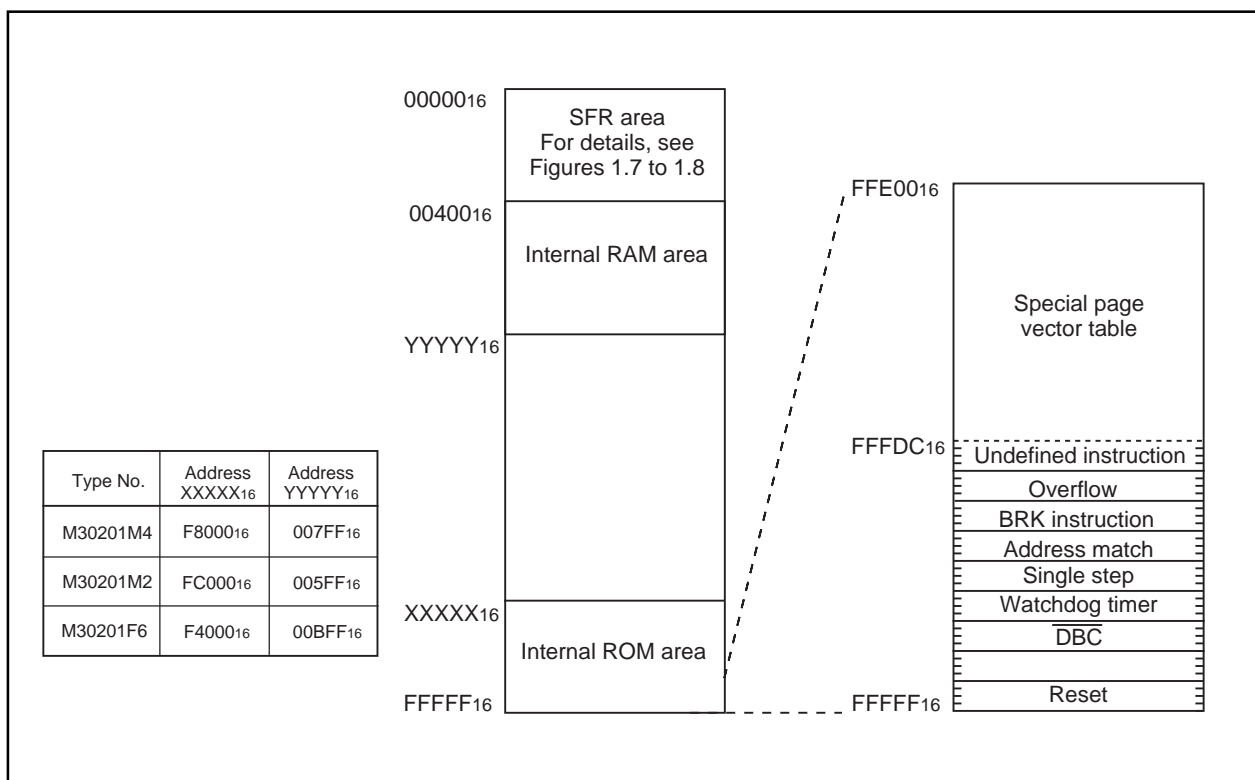 0000016
SFR area
For details, see
Figures 1.7 to 1.8
0040016
Internal RAM area
YYYYY16
XXXXX16
Internal ROM area
FFFFF16
Type No. Address XXXXX16 Address YYYYY16
M30201M4 F800016 007FF16
M30201M2 FC00016 005FF16
M30201F6 F400016 00BFF16
FFE0016
Special page
vector table
FFFDC16
Undefined instruction
Overflow
BRK instruction
Address match
Single step
Watchdog timer
DBC
Reset
FFFFF16